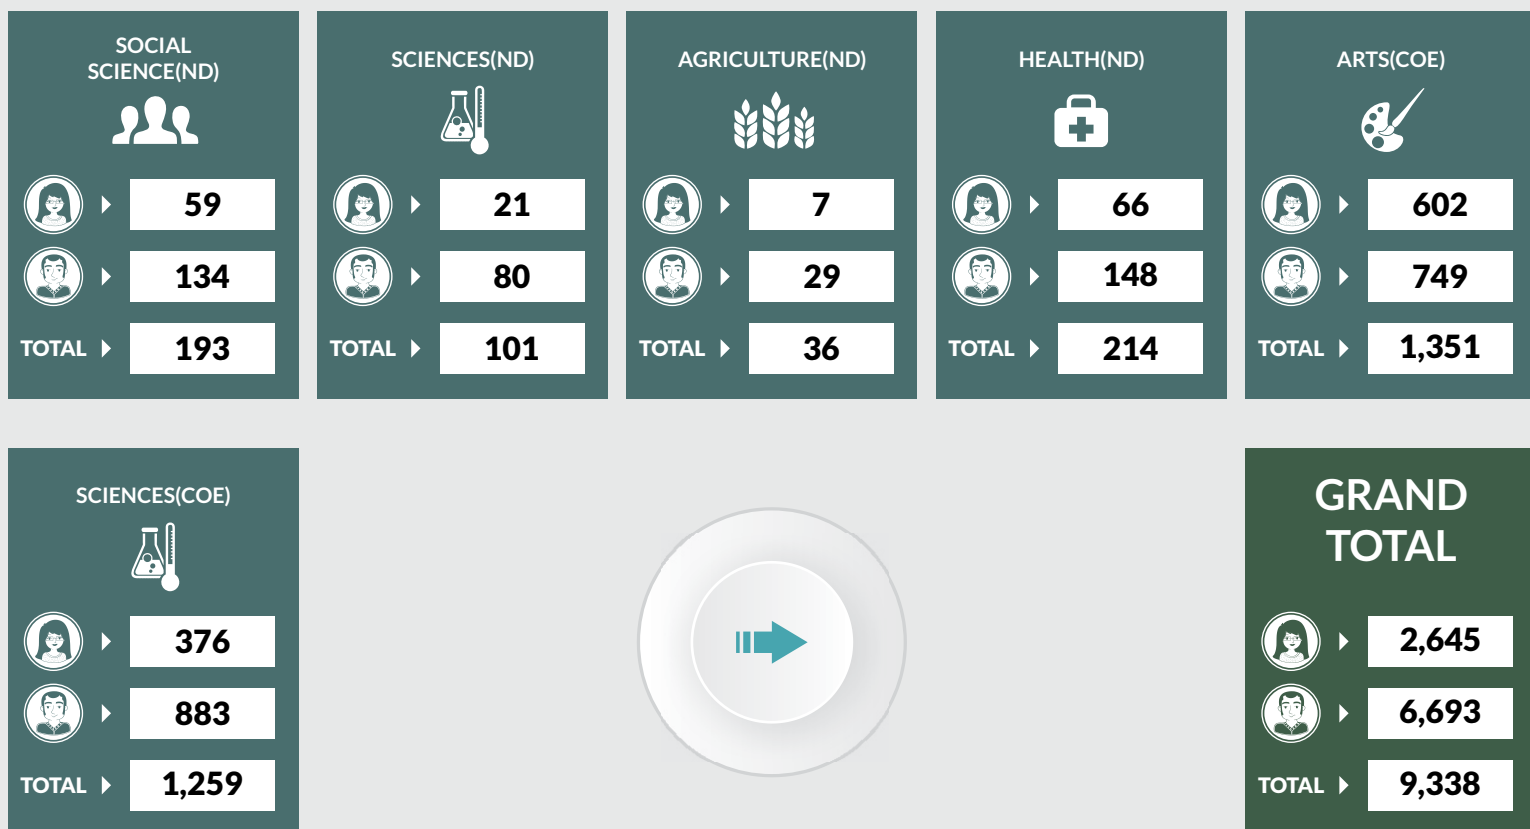 SOCIAL
SCIENCE(ND)
59
134
TOTAL 193
SCIENCES(ND)
21
80
TOTAL 101
AGRICULTURE(ND)
7
29
TOTAL 36
HEALTH(ND)
66
148
TOTAL 214
ARTS(COE)
602
749
TOTAL 1,351
SCIENCES(COE)
376
883
TOTAL 1,259
GRAND
TOTAL
2,645
6,693
TOTAL 9,338